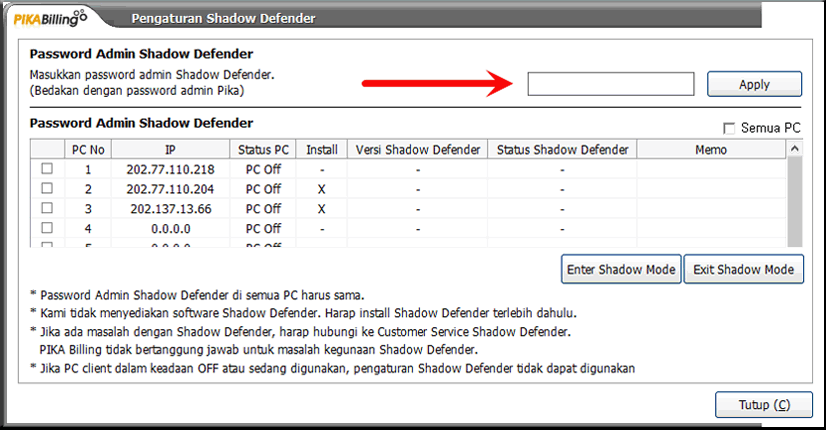 PIKABilling
Pengaturan Shadow Defender
Password Admin Shadow Defender
Masukkan password admin Shadow Defender.
(Bedakan dengan password admin Pika)
Apply
Password Admin Shadow Defender
Semua PC
PC No IP Status PC Install Versi Shadow Defender Status Shadow Defender Memo
1 202.77.110.218 PC Off - - -
2 202.77.110.204 PC Off X - -
3 202.137.13.66 PC Off X - -
4 0.0.0.0 PC Off - - -
Enter Shadow Mode Exit Shadow Mode
* Password Admin Shadow Defender di semua PC harus sama.
* Kami tidak menyediakan software Shadow Defender. Harap install Shadow Defender terlebih dahulu.
* Jika ada masalah dengan Shadow Defender, harap hubungi ke Customer Service Shadow Defender.
PIKA Billing tidak bertanggung jawab untuk masalah kegunaan Shadow Defender.
* Jika PC client dalam keadaan OFF atau sedang digunakan, pengaturan Shadow Defender tidak dapat digunakan
Tutup (C)